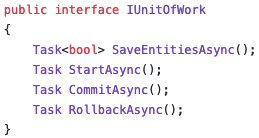 public interface IUnitOfWork
{
    Task<bool> SaveEntitiesAsync();
    Task StartAsync();
    Task CommitAsync();
    Task RollbackAsync();
}